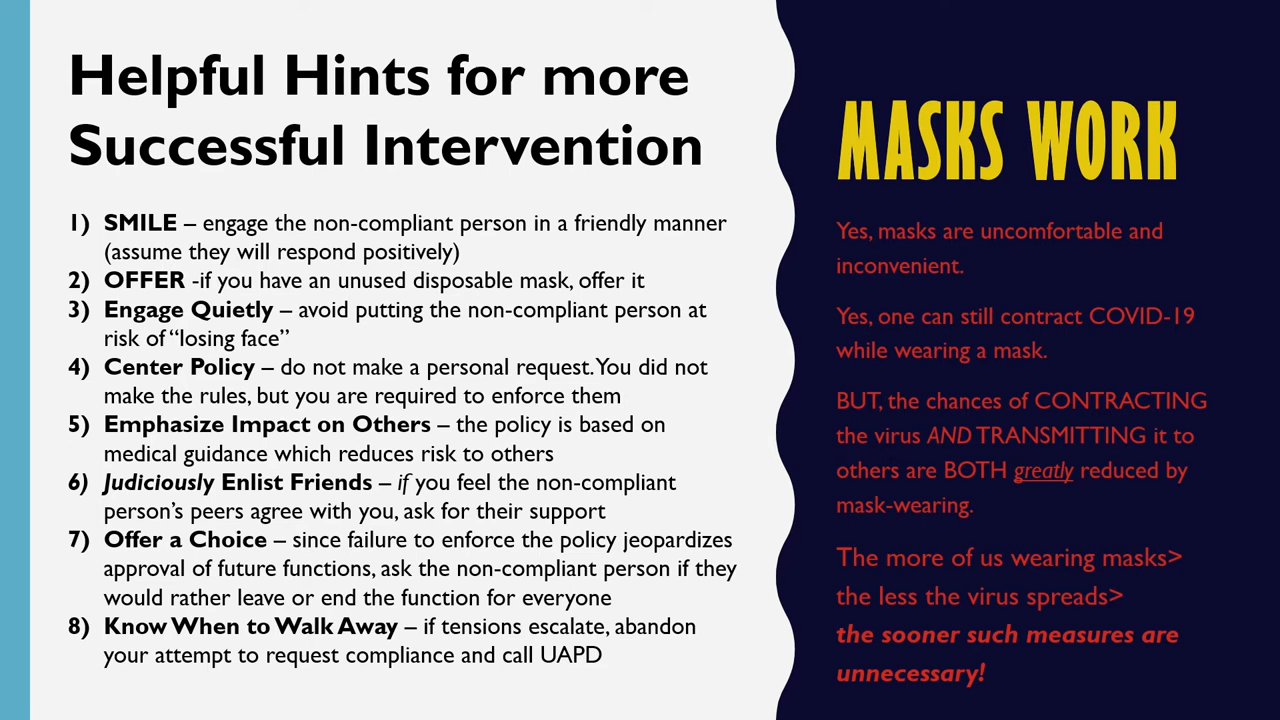 Helpful Hints for more
Successful Intervention
1) SMILE – engage the non-compliant person in a friendly manner
(assume they will respond positively)
2) OFFER -if you have an unused disposable mask, offer it
3) Engage Quietly – avoid putting the non-compliant person at
risk of “losing face”
4) Center Policy – do not make a personal request. You did not
make the rules, but you are required to enforce them
5) Emphasize Impact on Others – the policy is based on
medical guidance which reduces risk to others
6) Judiciously Enlist Friends – if you feel the non-compliant
person’s peers agree with you, ask for their support
7) Offer a Choice – since failure to enforce the policy jeopardizes
approval of future functions, ask the non-compliant person if they
would rather leave or end the function for everyone
8) Know When to Walk Away – if tensions escalate, abandon
your attempt to request compliance and call UAPD
MASKS WORK
Yes, masks are uncomfortable and
inconvenient.
Yes, one can still contract COVID-19
while wearing a mask.
BUT, the chances of CONTRACTING
the virus AND TRANSMITTING it to
others are BOTH greatly reduced by
mask-wearing.
The more of us wearing masks>
the less the virus spreads>
the sooner such measures are
unnecessary!